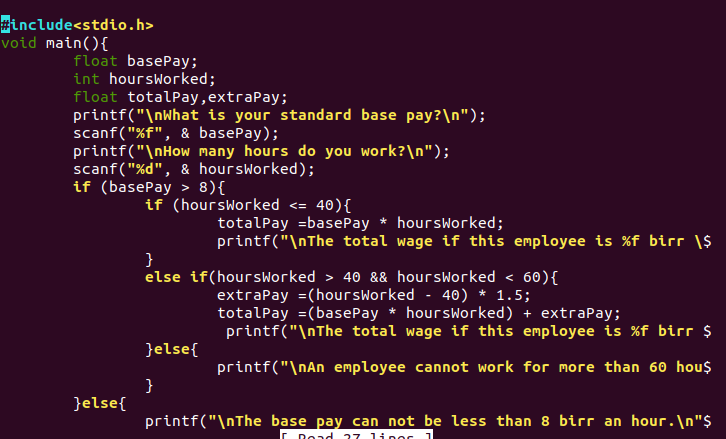 #include<stdio.h>
void main(){
        float basePay;
        int hoursWorked;
        float totalPay,extraPay;
        printf("\nWhat is your standard base pay?\n");
        scanf("%f", & basePay);
        printf("\nHow many hours do you work?\n");
        scanf("%d", & hoursWorked);
        if (basePay > 8){
                if (hoursWorked <= 40){
                        totalPay =basePay * hoursWorked;
                        printf("\nThe total wage if this employee is %f birr \$
                }
                else if(hoursWorked > 40 && hoursWorked < 60){
                        extraPay =(hoursWorked - 40) * 1.5;
                        totalPay =(basePay * hoursWorked) + extraPay;
                         printf("\nThe total wage if this employee is %f birr $
                }else{
                        printf("\nAn employee cannot work for more than 60 hou$
                }
        }else{
                printf("\nThe base pay can not be less than 8 birr an hour.\n"$
[ Read 27 lines ]